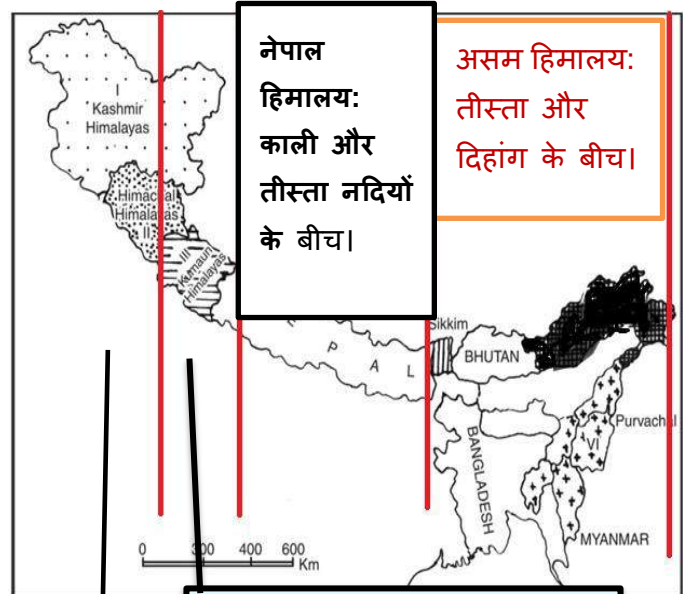 नेपाल
हिमालय:
काली और
तीस्ता नदियों
के बीच।
असम हिमालय:
तीस्ता और
दिहांग के बीच।
I
Kashmir
Himalayas
Himachal
Himalayas
II
III
Kumaun
Himalayas
E P A L
Sikkim
BHUTAN
BANGLADESH
Purvachal
VI
MYANMAR
0 300 400 600
Km